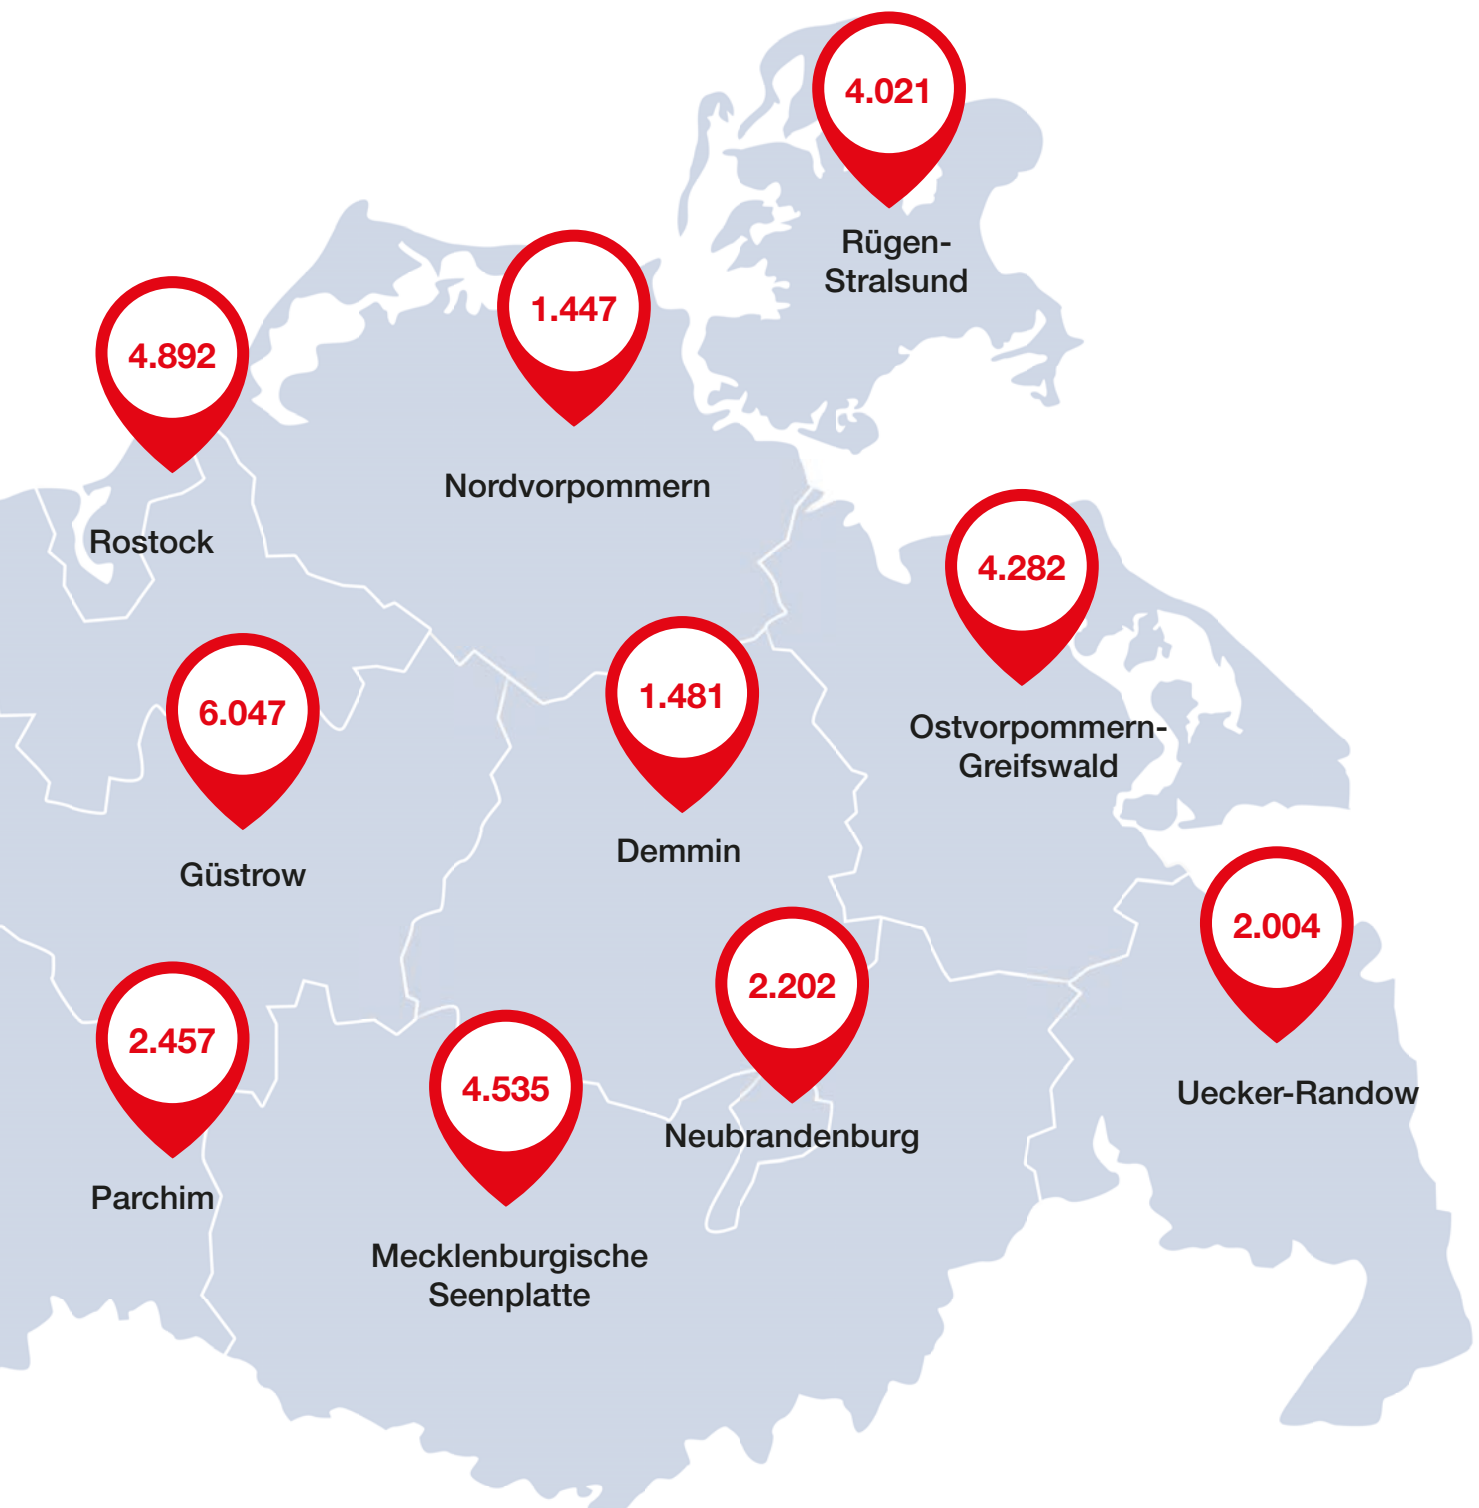 4.021
Rügen-
Stralsund
1.447
Nordvorpommern
4.892
Rostock
4.282
Ostvorpommern-
Greifswald
6.047
Güstrow
1.481
Demmin
2.004
Uecker-Randow
2.202
Neubrandenburg
2.457
Parchim
4.535
Mecklenburgische
Seenplatte